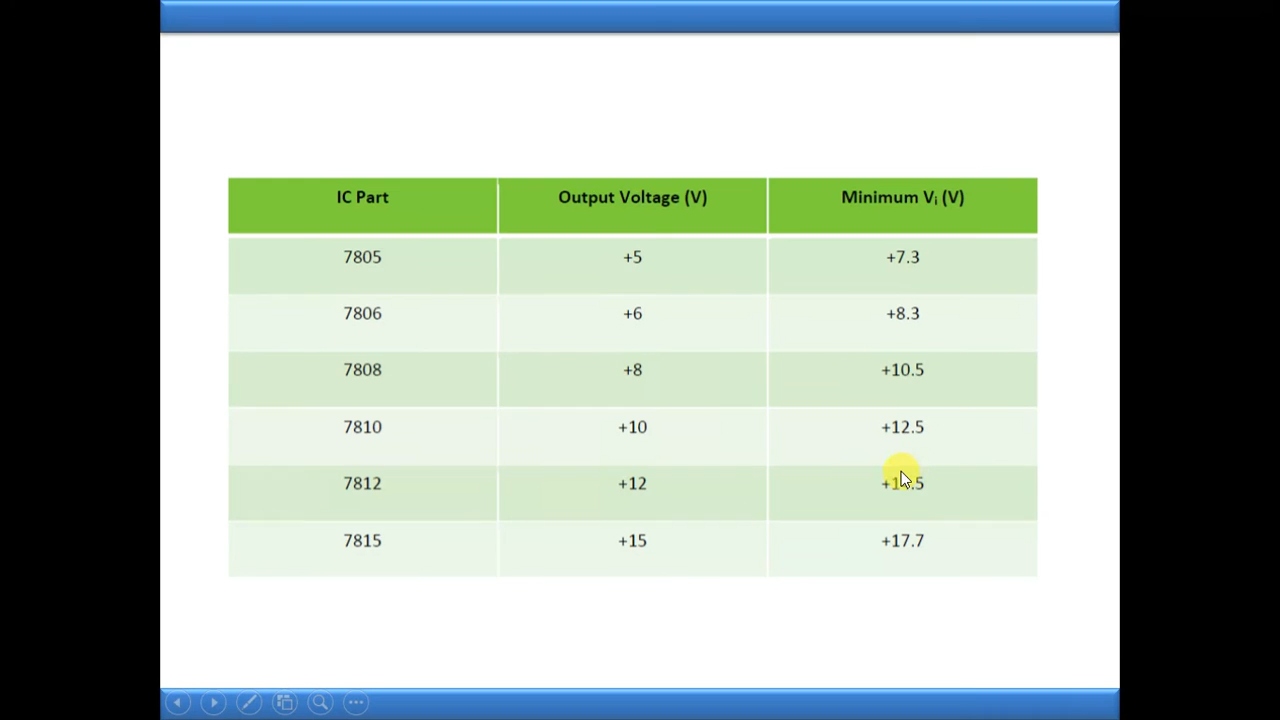 IC Part Output Voltage (V) Minimum Vi (V)
7805 +5 +7.3
7806 +6 +8.3
7808 +8 +10.5
7810 +10 +12.5
7812 +12
7815 +15 +17.7